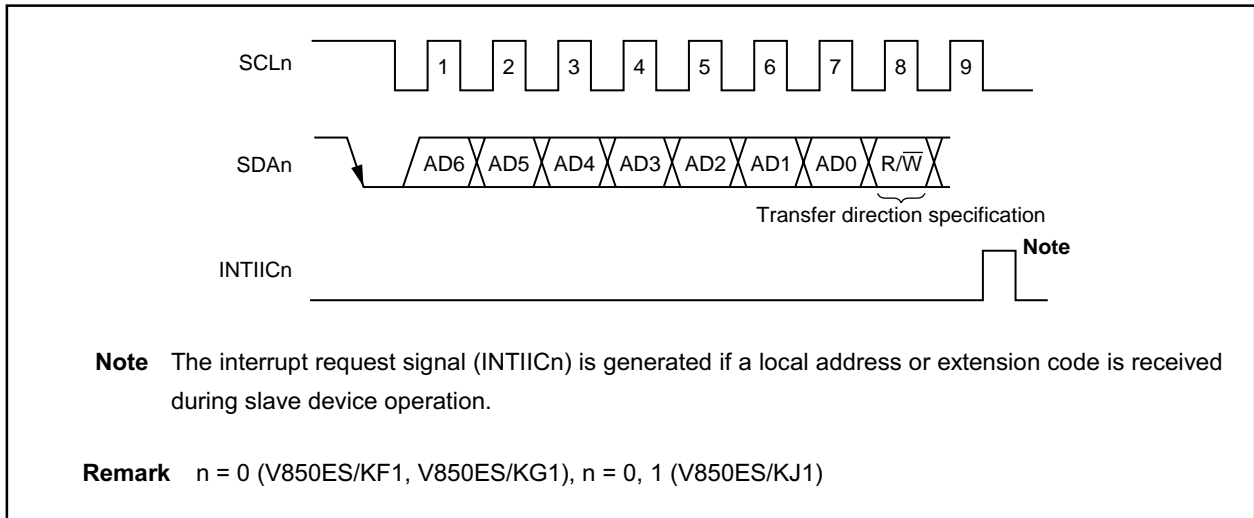 SCLn 1 2 3 4 5 6 7 8 9
SDAn AD6 AD5 AD4 AD3 AD2 AD1 AD0 R/W̅
Transfer direction specification
Note
INTIICn
Note The interrupt request signal (INTIICn) is generated if a local address or extension code is received
during slave device operation.
Remark n = 0 (V850ES/KF1, V850ES/KG1), n = 0, 1 (V850ES/KJ1)